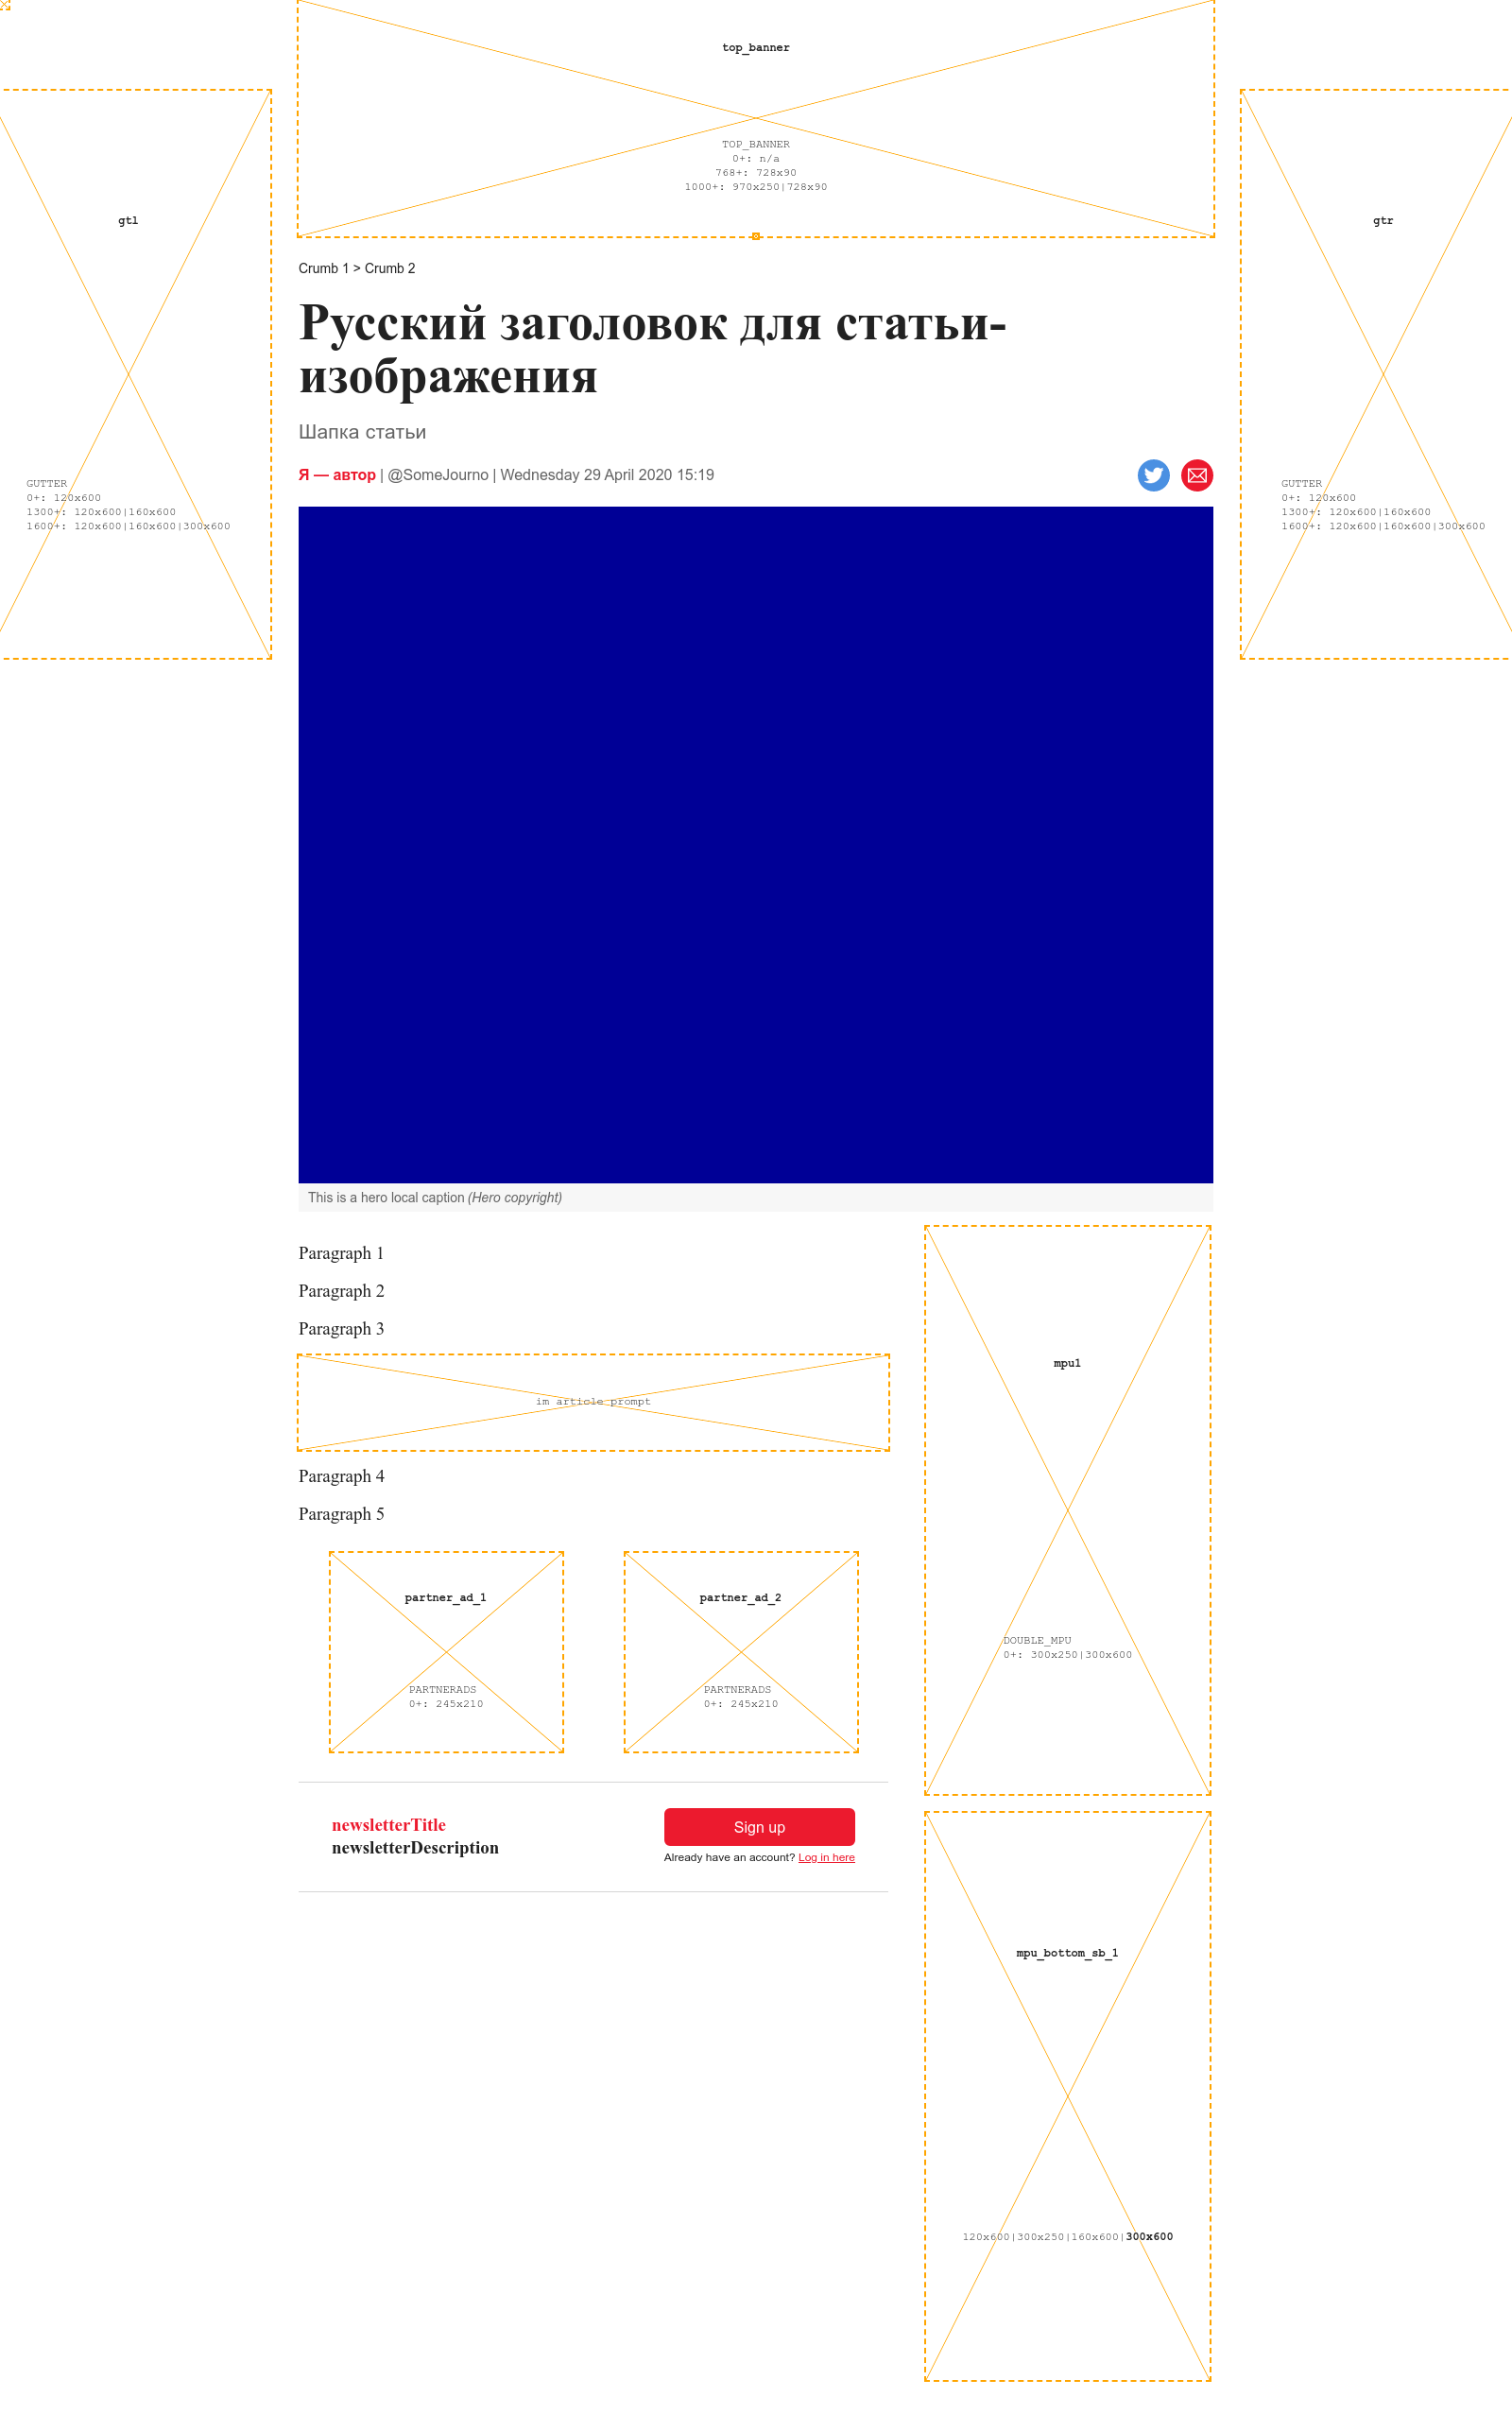 top_banner
TOP_BANNER
0+: n/a
768+: 728x90
1000+: 970x250|728x90
gtl
GUTTER
0+: 120x600
1300+: 120x600|160x600
1600+: 120x600|160x600|300x600
gtr
GUTTER
0+: 120x600
1300+: 120x600|160x600
1600+: 120x600|160x600|300x600
Crumb 1 > Crumb 2
Русский заголовок для статьи-
изображения
Шапка статьи
Я — автор | @SomeJourno | Wednesday 29 April 2020 15:19
This is a hero local caption (Hero copyright)
Paragraph 1
Paragraph 2
Paragraph 3
im article prompt
Paragraph 4
Paragraph 5
partner_ad_1
PARTNERADS
0+: 245x210
partner_ad_2
PARTNERADS
0+: 245x210
newsletterTitle
newsletterDescription
Sign up
Already have an account? Log in here
mpu1
DOUBLE_MPU
0+: 300x250|300x600
mpu_bottom_sb_1
120x600|300x250|160x600|300x600